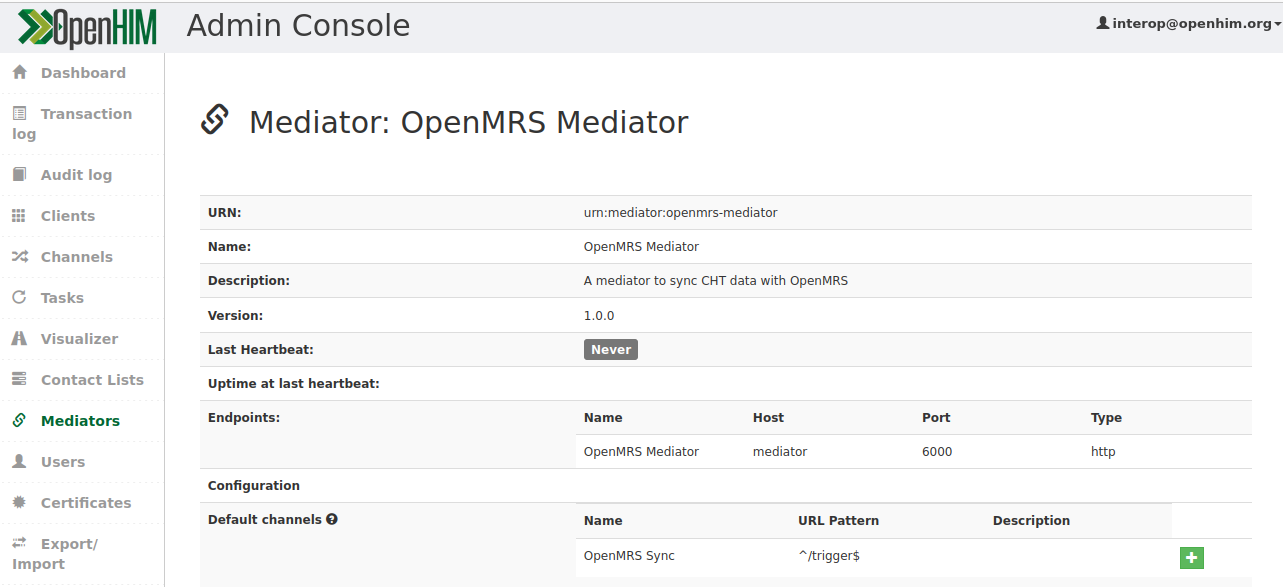 OpenHIM Admin Console interop@openhim.org
Dashboard
Transaction
log
Audit log
Clients
Channels
Tasks
Visualizer
Contact Lists
Mediators
Users
Certificates
Export/
Import
Mediator: OpenMRS Mediator
URN: urn:mediator:openmrs-mediator
Name: OpenMRS Mediator
Description: A mediator to sync CHT data with OpenMRS
Version: 1.0.0
Last Heartbeat: Never
Uptime at last heartbeat:
Endpoints: Name Host Port Type
OpenMRS Mediator mediator 6000 http
Configuration
Default channels Name URL Pattern Description
OpenMRS Sync ^/trigger$